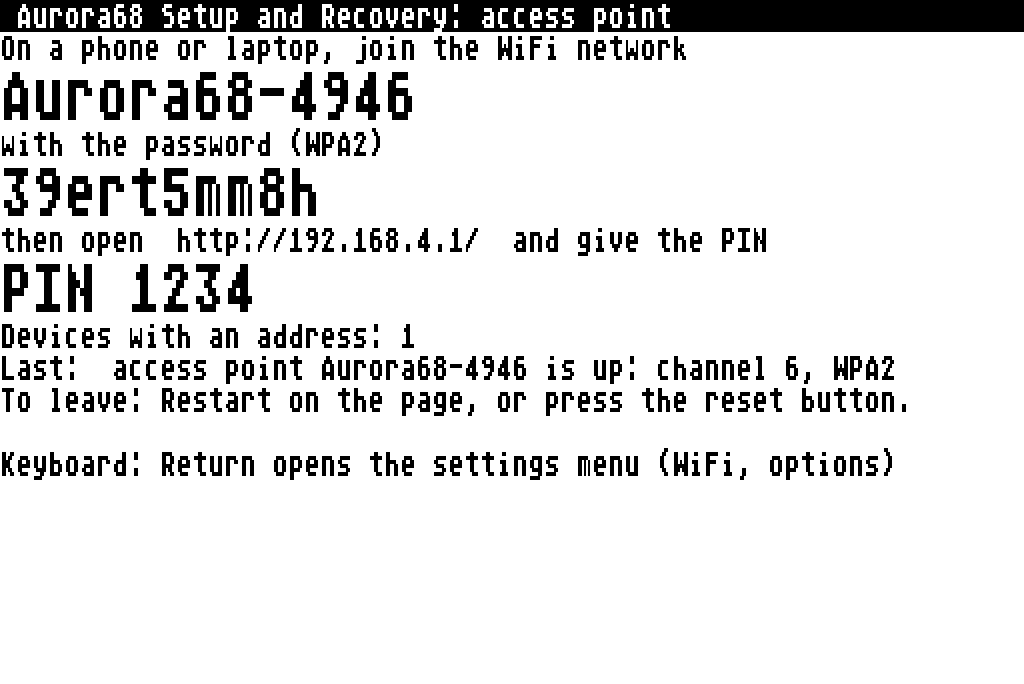 Aurora68 Setup and Recovery: access point
On a phone or laptop, join the WiFi network
Aurora68-4946
with the password (WPA2)
39ert5mm8h
then open  http://192.168.4.1/  and give the PIN
PIN 1234
Devices with an address: 1
Last:  access point Aurora68-4946 is up: channel 6, WPA2
To leave: Restart on the page, or press the reset button.
Keyboard: Return opens the settings menu (WiFi, options)